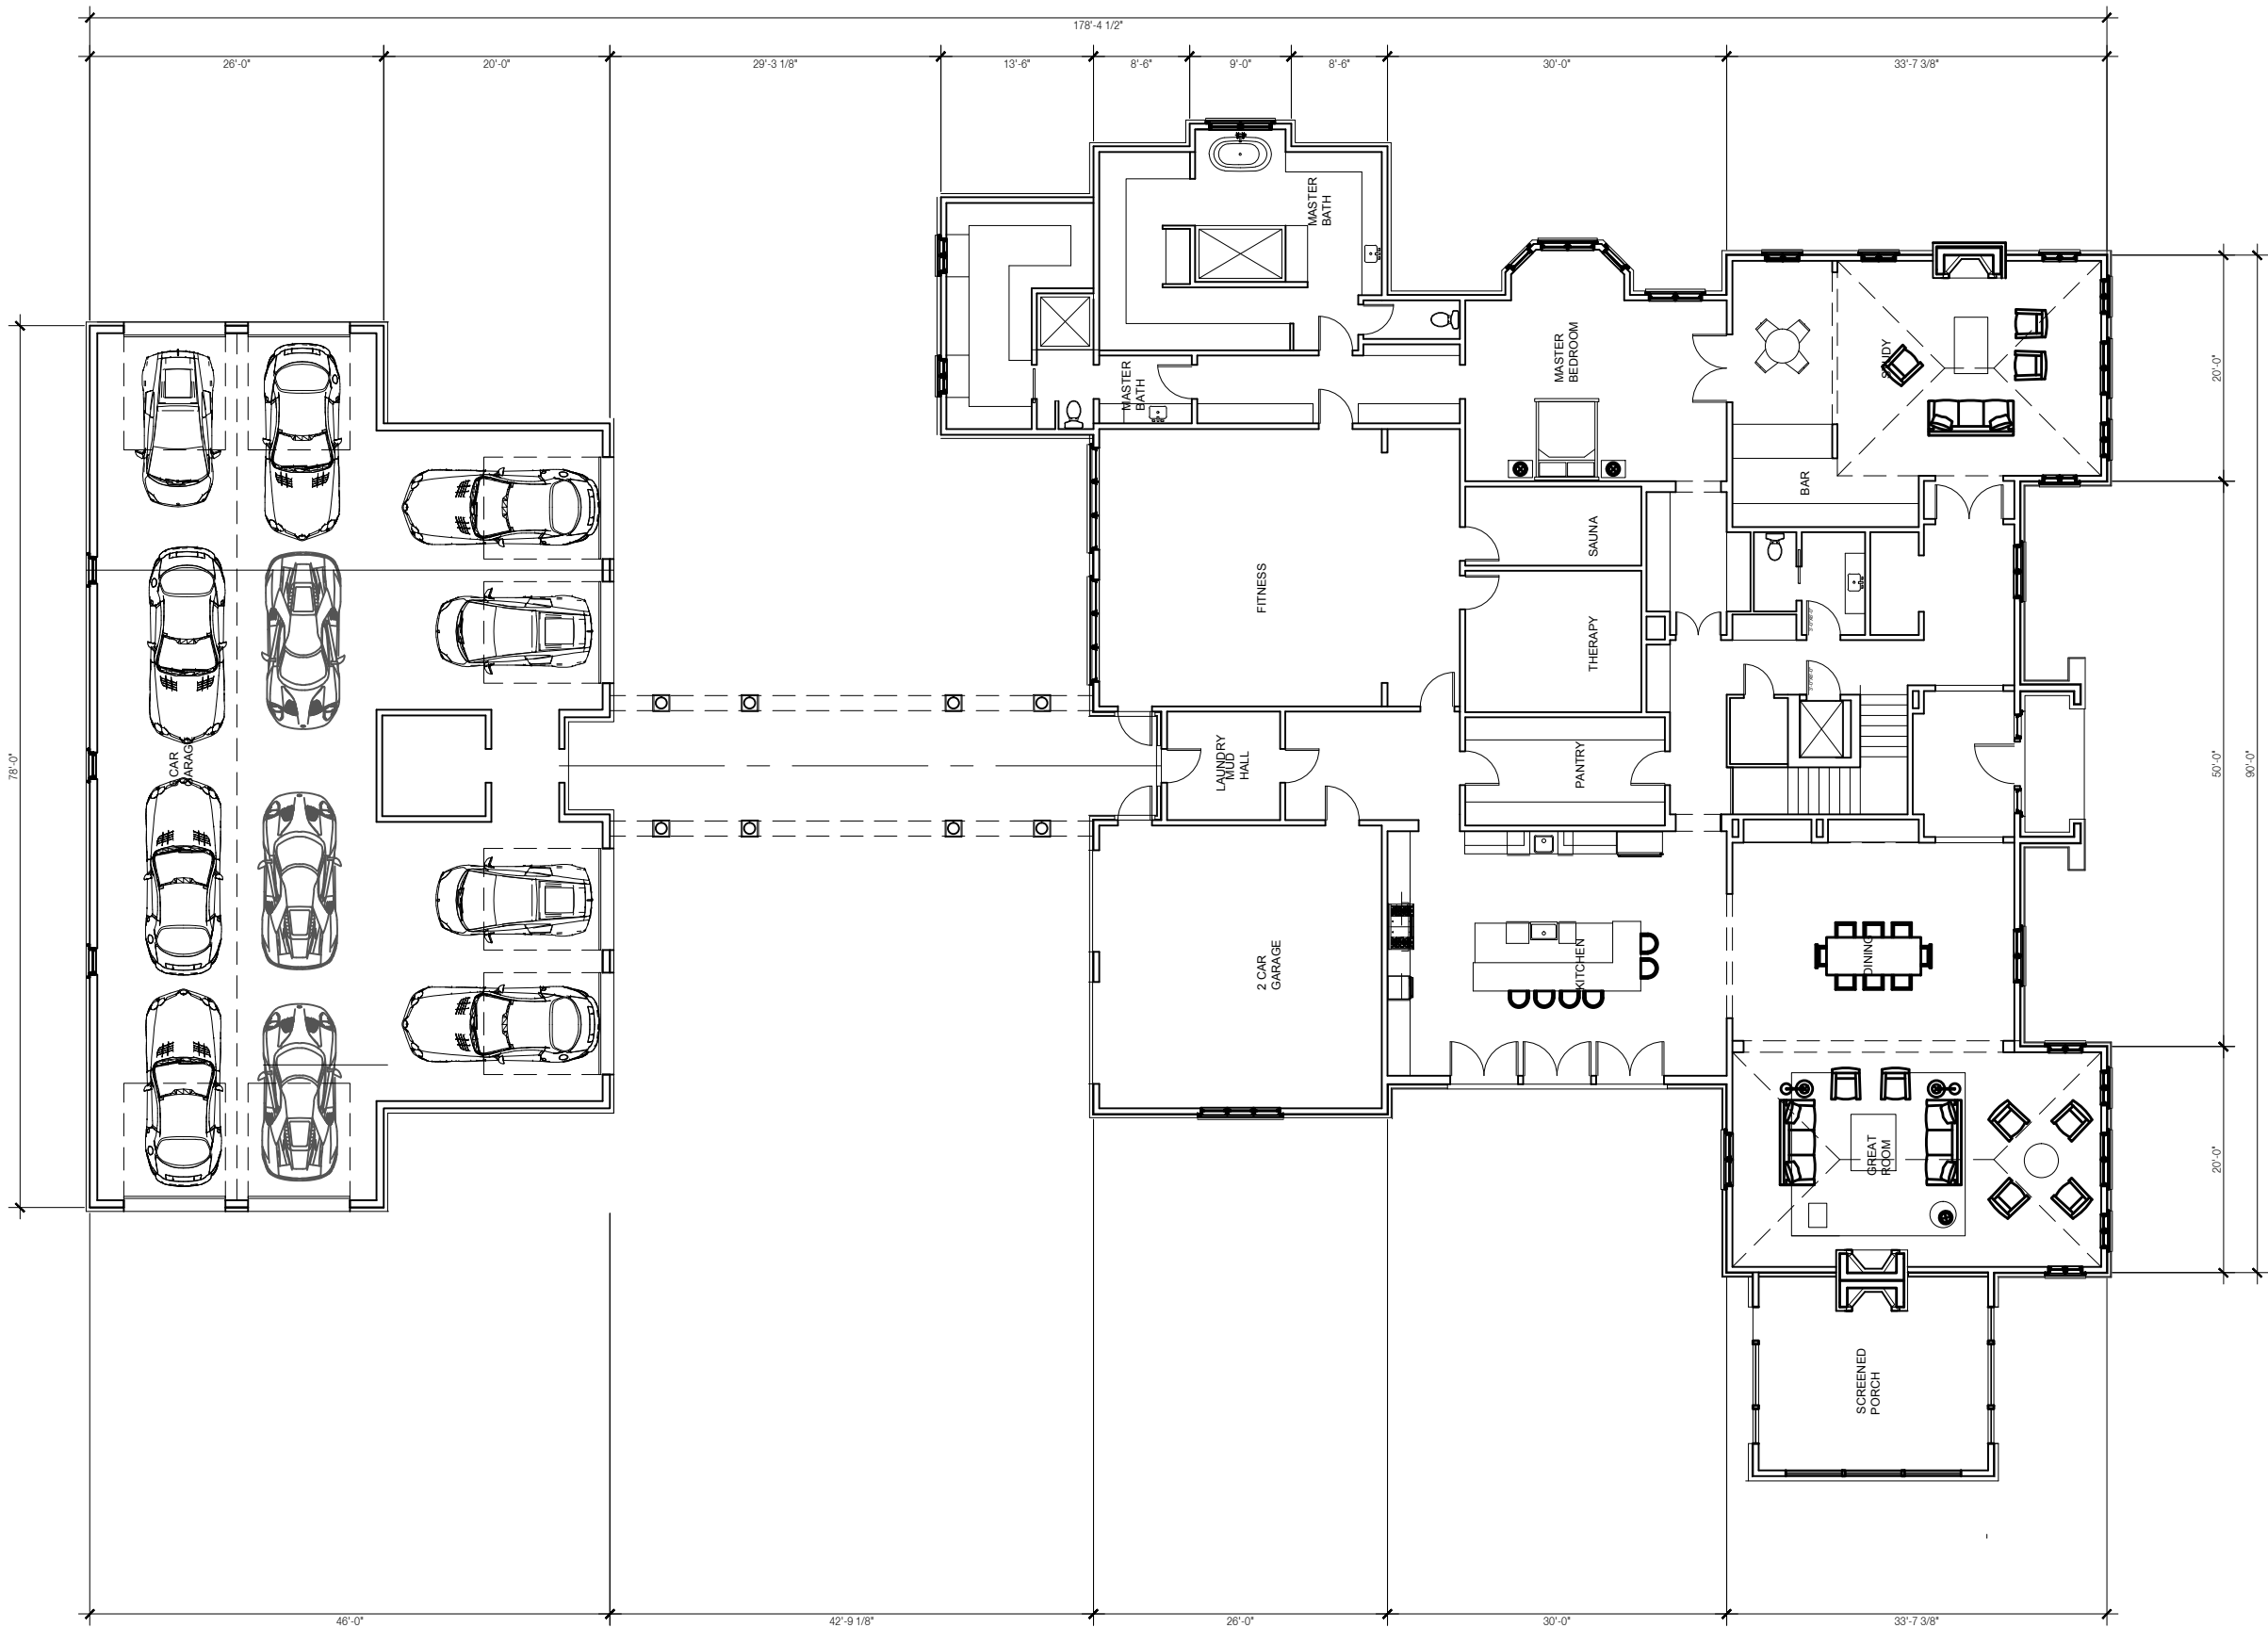 178'-4 1/2"
26'-0"
20'-0"
29'-3 1/8"
13'-6"
8'-6"
9'-0"
8'-6"
30'-0"
33'-7 3/8"
MASTER
BATH
MASTER
BATH
MASTER
BEDROOM
STUDY
BAR
SAUNA
FITNESS
THERAPY
CAR
GARAGE
LAUNDRY
MUD
HALL
PANTRY
2 CAR
GARAGE
KITCHEN
DINING
GREAT
ROOM
SCREENED
PORCH
78'-0"
20'-0"
50'-0"
90'-0"
20'-0"
46'-0"
42'-9 1/8"
26'-0"
30'-0"
33'-7 3/8"